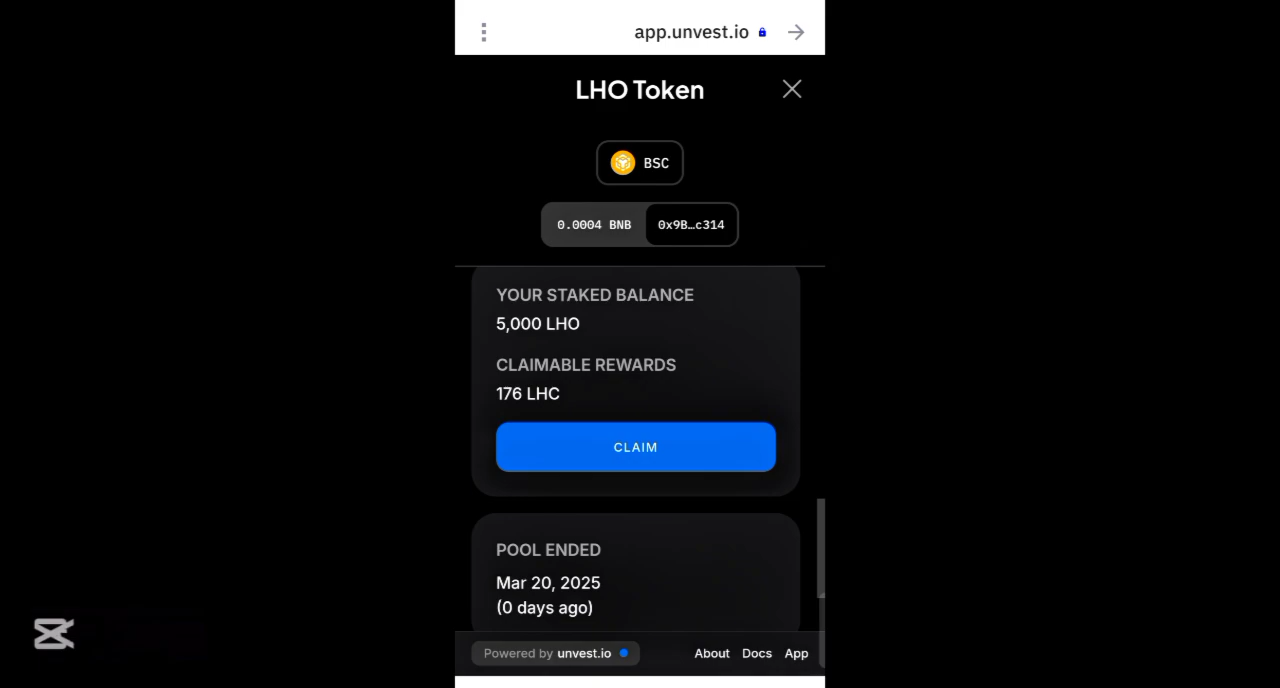 app.unvest.io
LHO Token
BSC
0.0004 BNB 0x9B…c314
YOUR STAKED BALANCE
5,000 LHO
CLAIMABLE REWARDS
176 LHC
CLAIM
POOL ENDED
Mar 20, 2025
(0 days ago)
Powered by unvest.io About Docs App